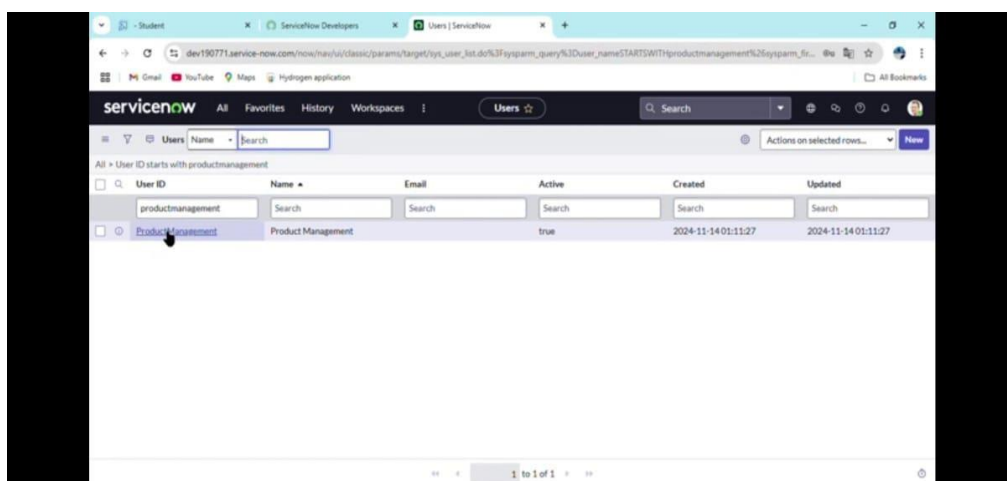 - Student
ServiceNow Developers
Users | ServiceNow
dev190771.service-now.com/now/nav/ui/classic/params/target/sys_user_list.do%3Fsysparm_query%3Duser_nameSTARTSWITHproductmanagement%26sysparm_fir...
Gmail YouTube Maps Hydrogen application All Bookmarks
servicenow All Favorites History Workspaces Users Search
Users Name Search Actions on selected rows... New
All > User ID starts with productmanagement
User ID Name Email Active Created Updated
productmanagement Search Search Search Search Search
ProductManagement Product Management true 2024-11-14 01:11:27 2024-11-14 01:11:27
1 to 1 of 1